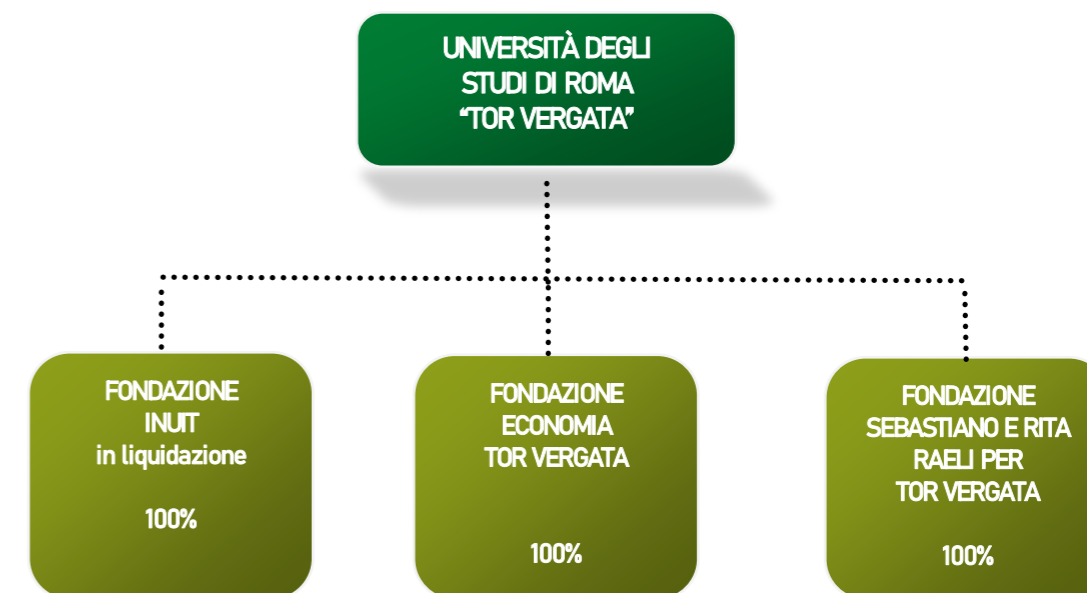 UNIVERSITÀ DEGLI
STUDI DI ROMA
“TOR VERGATA”
FONDAZIONE
INUIT
in liquidazione
100%
FONDAZIONE
ECONOMIA
TOR VERGATA
100%
FONDAZIONE
SEBASTIANO E RITA
RAELI PER
TOR VERGATA
100%